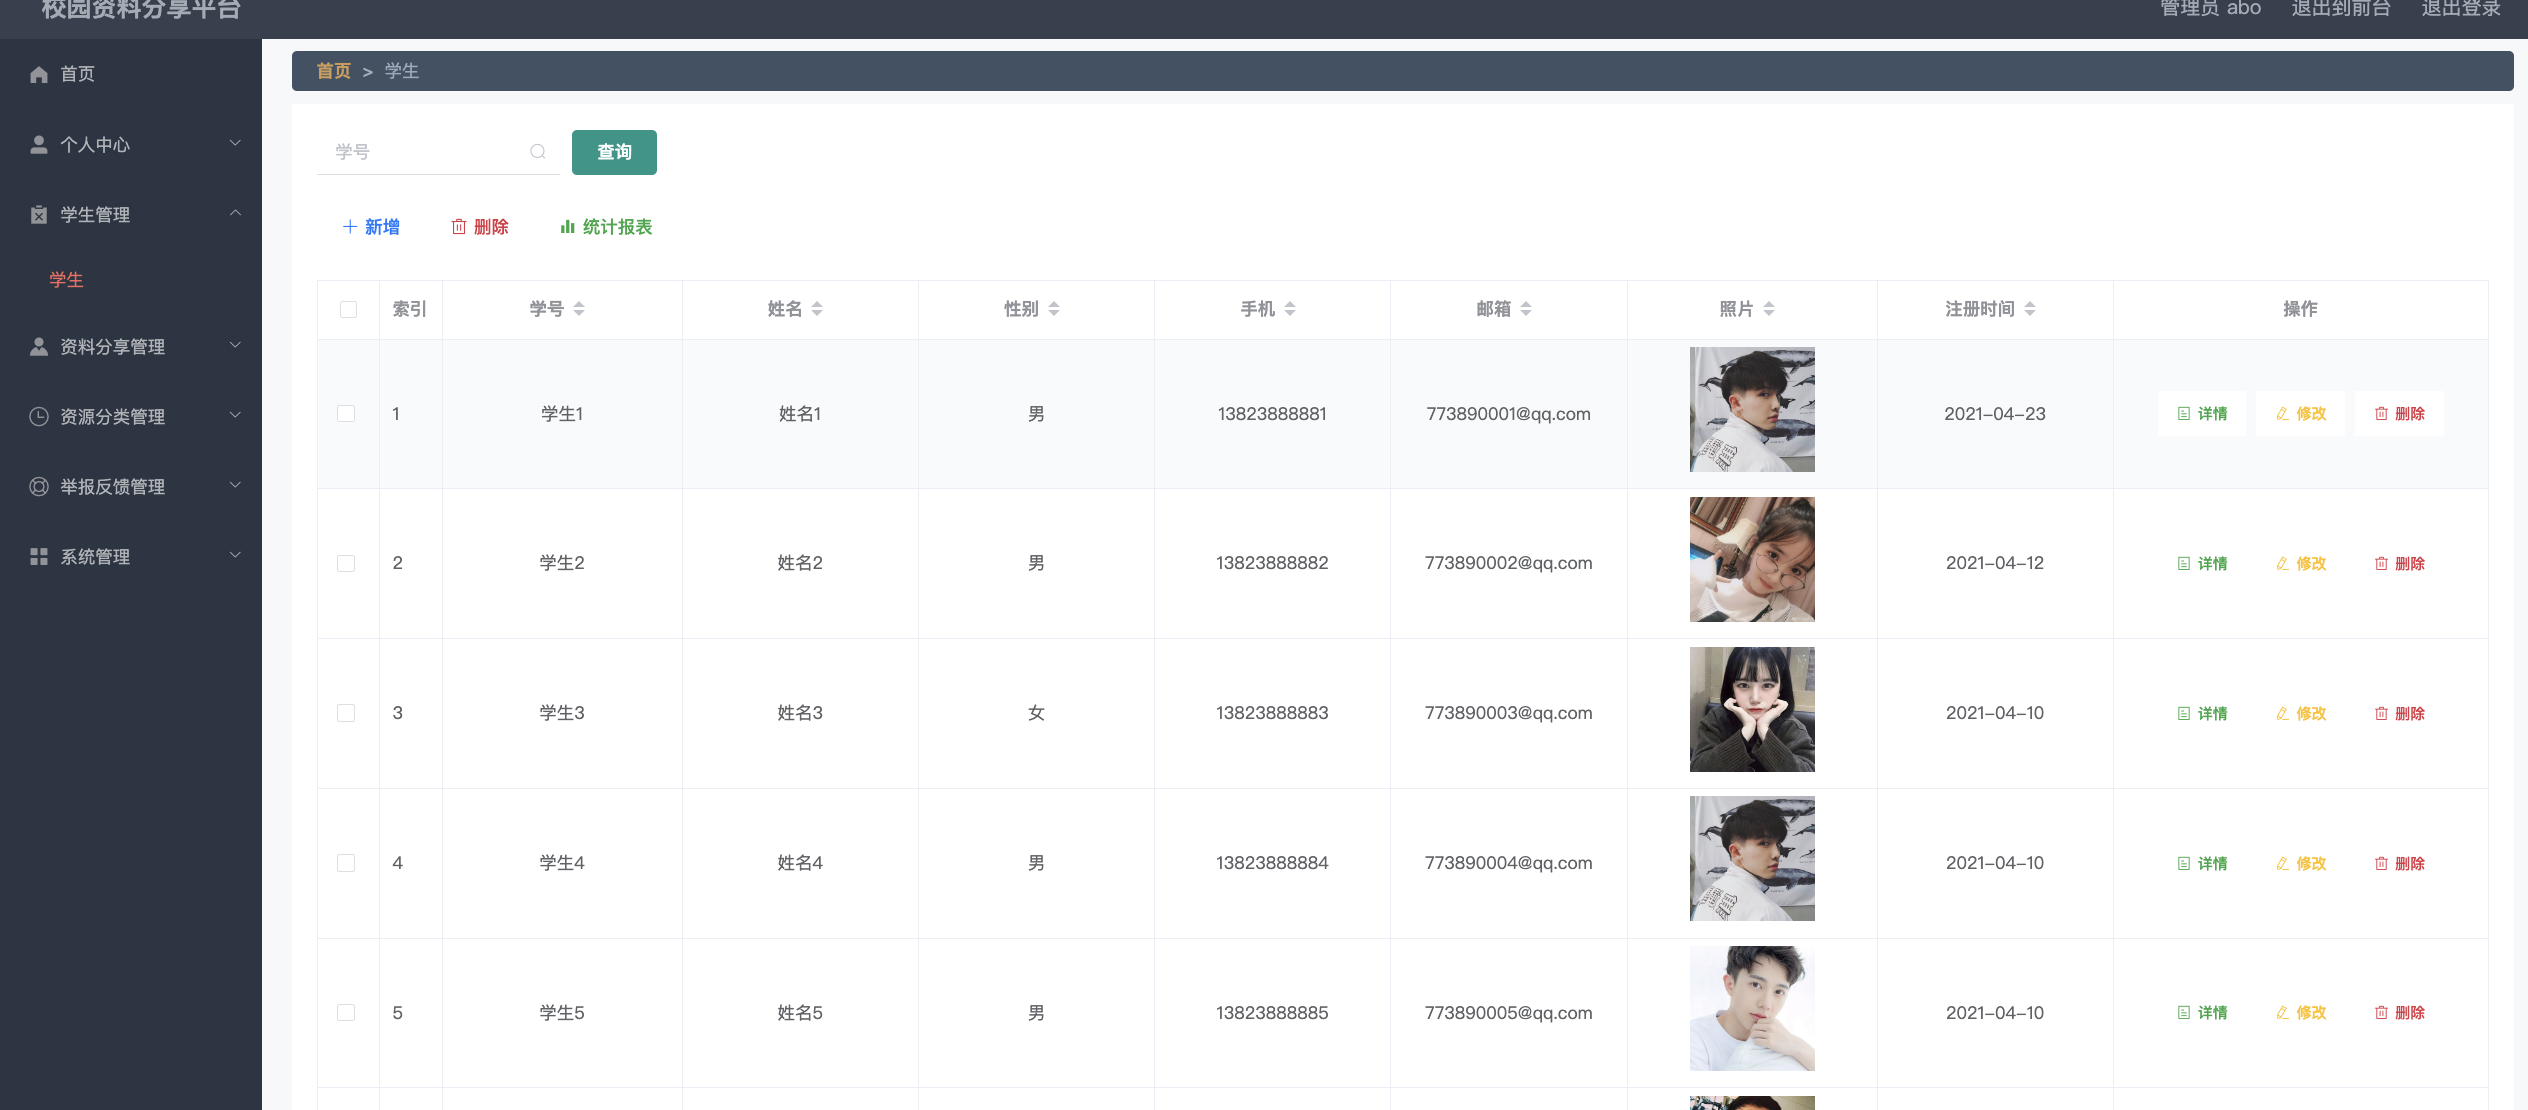 校园资料分享平台
管理员 abo 退出到前台 退出登录
首页
个人中心
学生管理
学生
资料分享管理
资源分类管理
举报反馈管理
系统管理
首页 > 学生
学号 查询
新增 删除 统计报表
索引 学号 姓名 性别 手机 邮箱 照片 注册时间 操作
1 学生1 姓名1 男 13823888881 773890001@qq.com 2021-04-23 详情 修改 删除
2 学生2 姓名2 男 13823888882 773890002@qq.com 2021-04-12 详情 修改 删除
3 学生3 姓名3 女 13823888883 773890003@qq.com 2021-04-10 详情 修改 删除
4 学生4 姓名4 男 13823888884 773890004@qq.com 2021-04-10 详情 修改 删除
5 学生5 姓名5 男 13823888885 773890005@qq.com 2021-04-10 详情 修改 删除